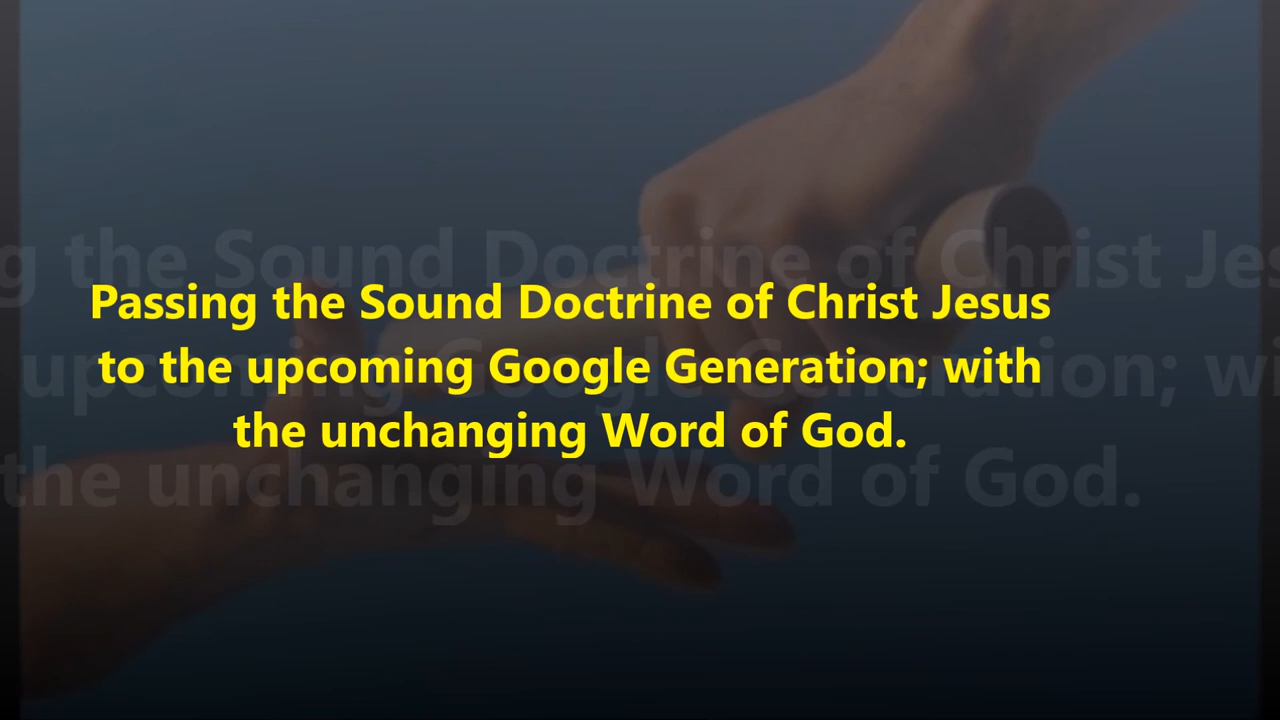 Passing the Sound Doctrine of Christ Jesus
to the upcoming Google Generation; with
the unchanging Word of God.